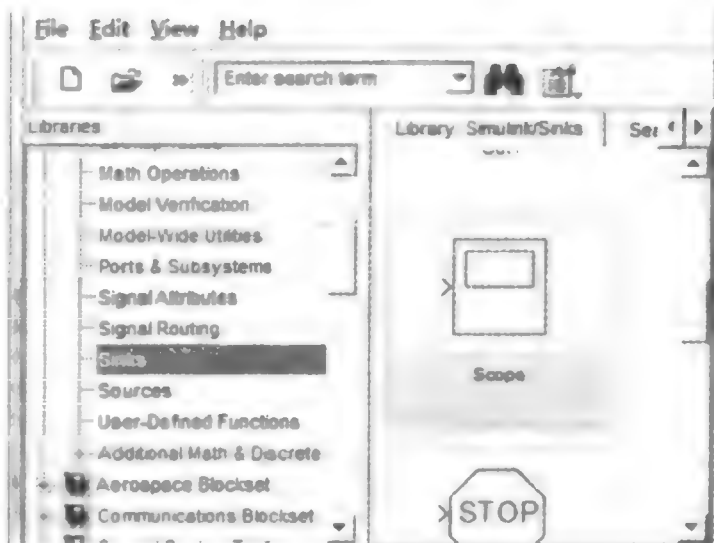 File Edit View Help
Enter search term
Libraries
Library: Simulink/Sinks
Math Operations
Model Verification
Model-Wide Utilities
Ports & Subsystems
Signal Attributes
Signal Routing
Sinks
Sources
User-Defined Functions
Additional Math & Discrete
Aerospace Blockset
Communications Blockset
Scope
STOP